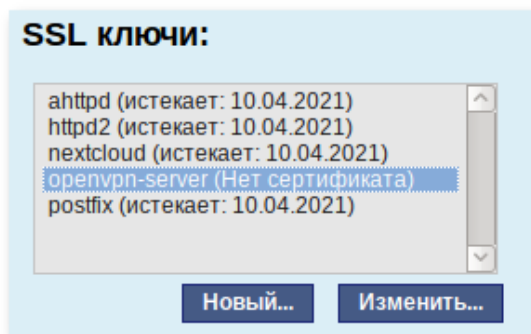 SSL ключи:
ahttpd (истекает: 10.04.2021)
httpd2 (истекает: 10.04.2021)
nextcloud (истекает: 10.04.2021)
openvpn-server (Нет сертификата)
postfix (истекает: 10.04.2021)
Новый... Изменить...